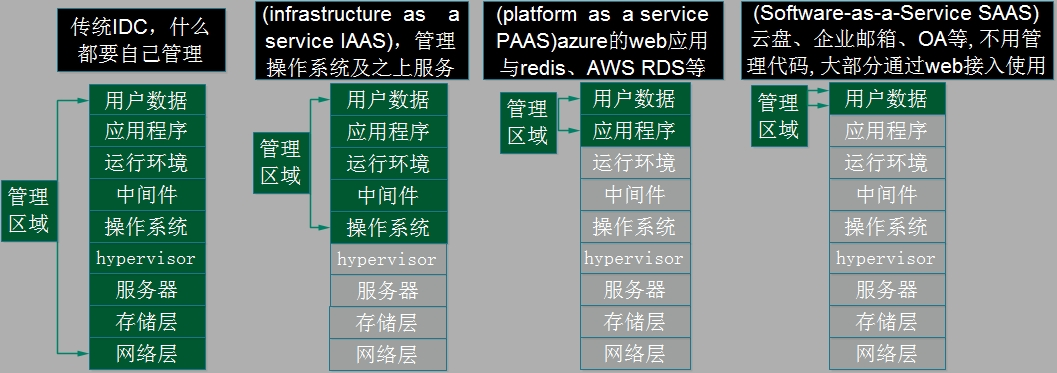 传统IDC，什么
都要自己管理
管理
区域
用户数据
应用程序
运行环境
中间件
操作系统
hypervisor
服务器
存储层
网络层
(infrastructure as a
service IAAS)，管理
操作系统及之上服务
管理
区域
用户数据
应用程序
运行环境
中间件
操作系统
hypervisor
服务器
存储层
网络层
(platform as a service
PAAS)azure的web应用
与redis、AWS RDS等
管理
区域
用户数据
应用程序
运行环境
中间件
操作系统
hypervisor
服务器
存储层
网络层
(Software-as-a-Service SAAS)
云盘、企业邮箱、OA等, 不用管
理代码, 大部分通过web接入使用
管理
区域
用户数据
应用程序
运行环境
中间件
操作系统
hypervisor
服务器
存储层
网络层